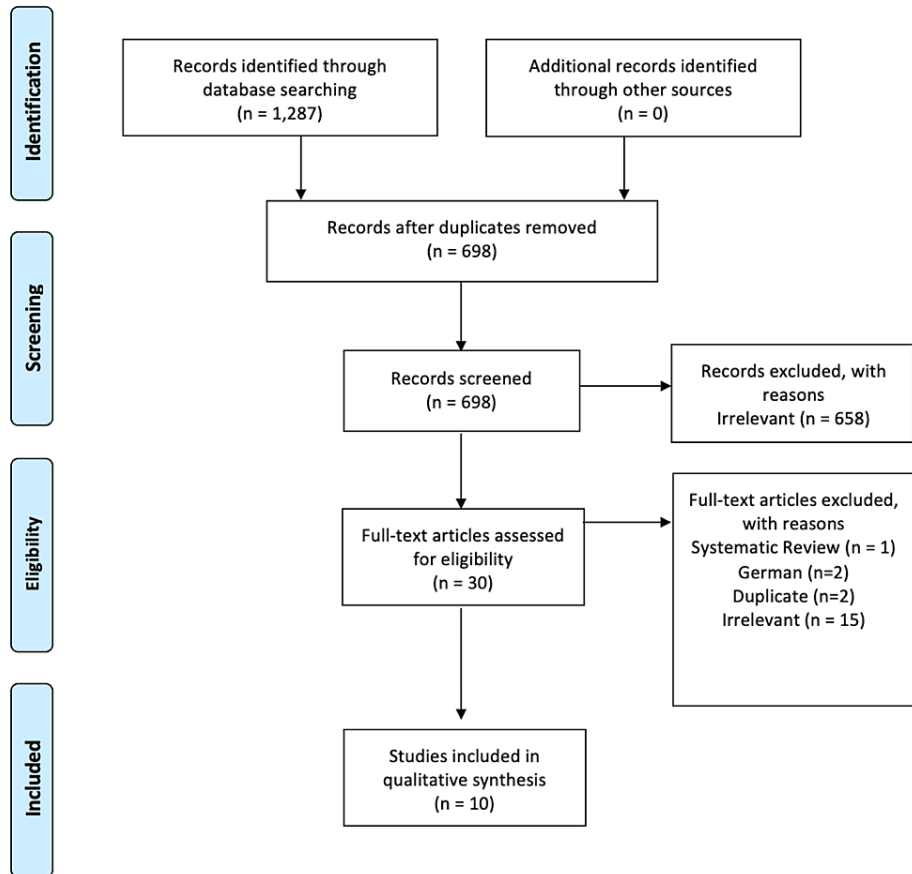 Identification
Records identified through
database searching
(n = 1,287)
Additional records identified
through other sources
(n = 0)
Records after duplicates removed
(n = 698)
Screening
Records screened
(n = 698)
Records excluded, with
reasons
Irrelevant (n = 658)
Eligibility
Full-text articles assessed
for eligibility
(n = 30)
Full-text articles excluded,
with reasons
Systematic Review (n = 1)
German (n=2)
Duplicate (n=2)
Irrelevant (n = 15)
Included
Studies included in
qualitative synthesis
(n = 10)